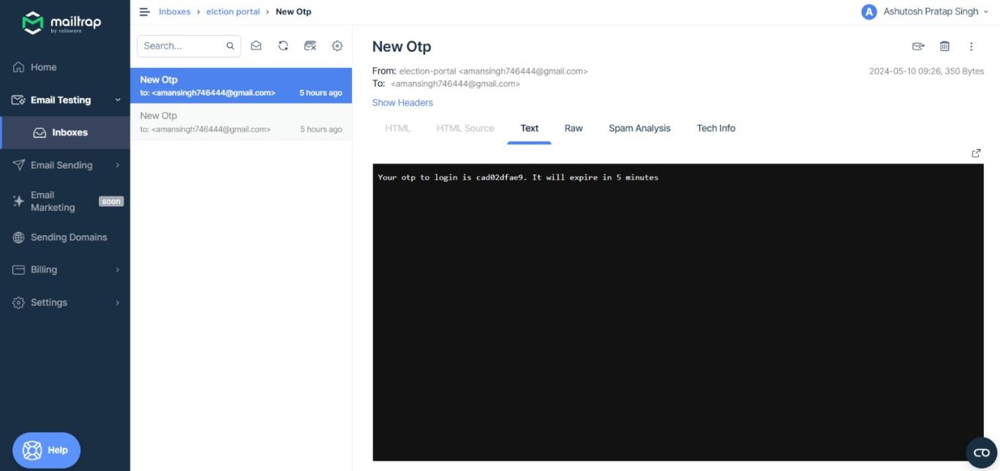 mailtrap
by railsware
Home
Email Testing
Inboxes
Email Sending
Email Marketing
soon
Sending Domains
Billing
Settings
Help
Inboxes › elction portal › New Otp
A Ashutosh Pratap Singh
Search...
New Otp
to: <amansingh746444@gmail.com> 5 hours ago
New Otp
to: <amansingh746444@gmail.com> 5 hours ago
New Otp
From: election-portal <amansingh746444@gmail.com> 2024-05-10 09:26, 350 Bytes
To: <amansingh746444@gmail.com>
Show Headers
HTML HTML Source Text Raw Spam Analysis Tech Info
Your otp to login is cad02dfae9. It will expire in 5 minutes